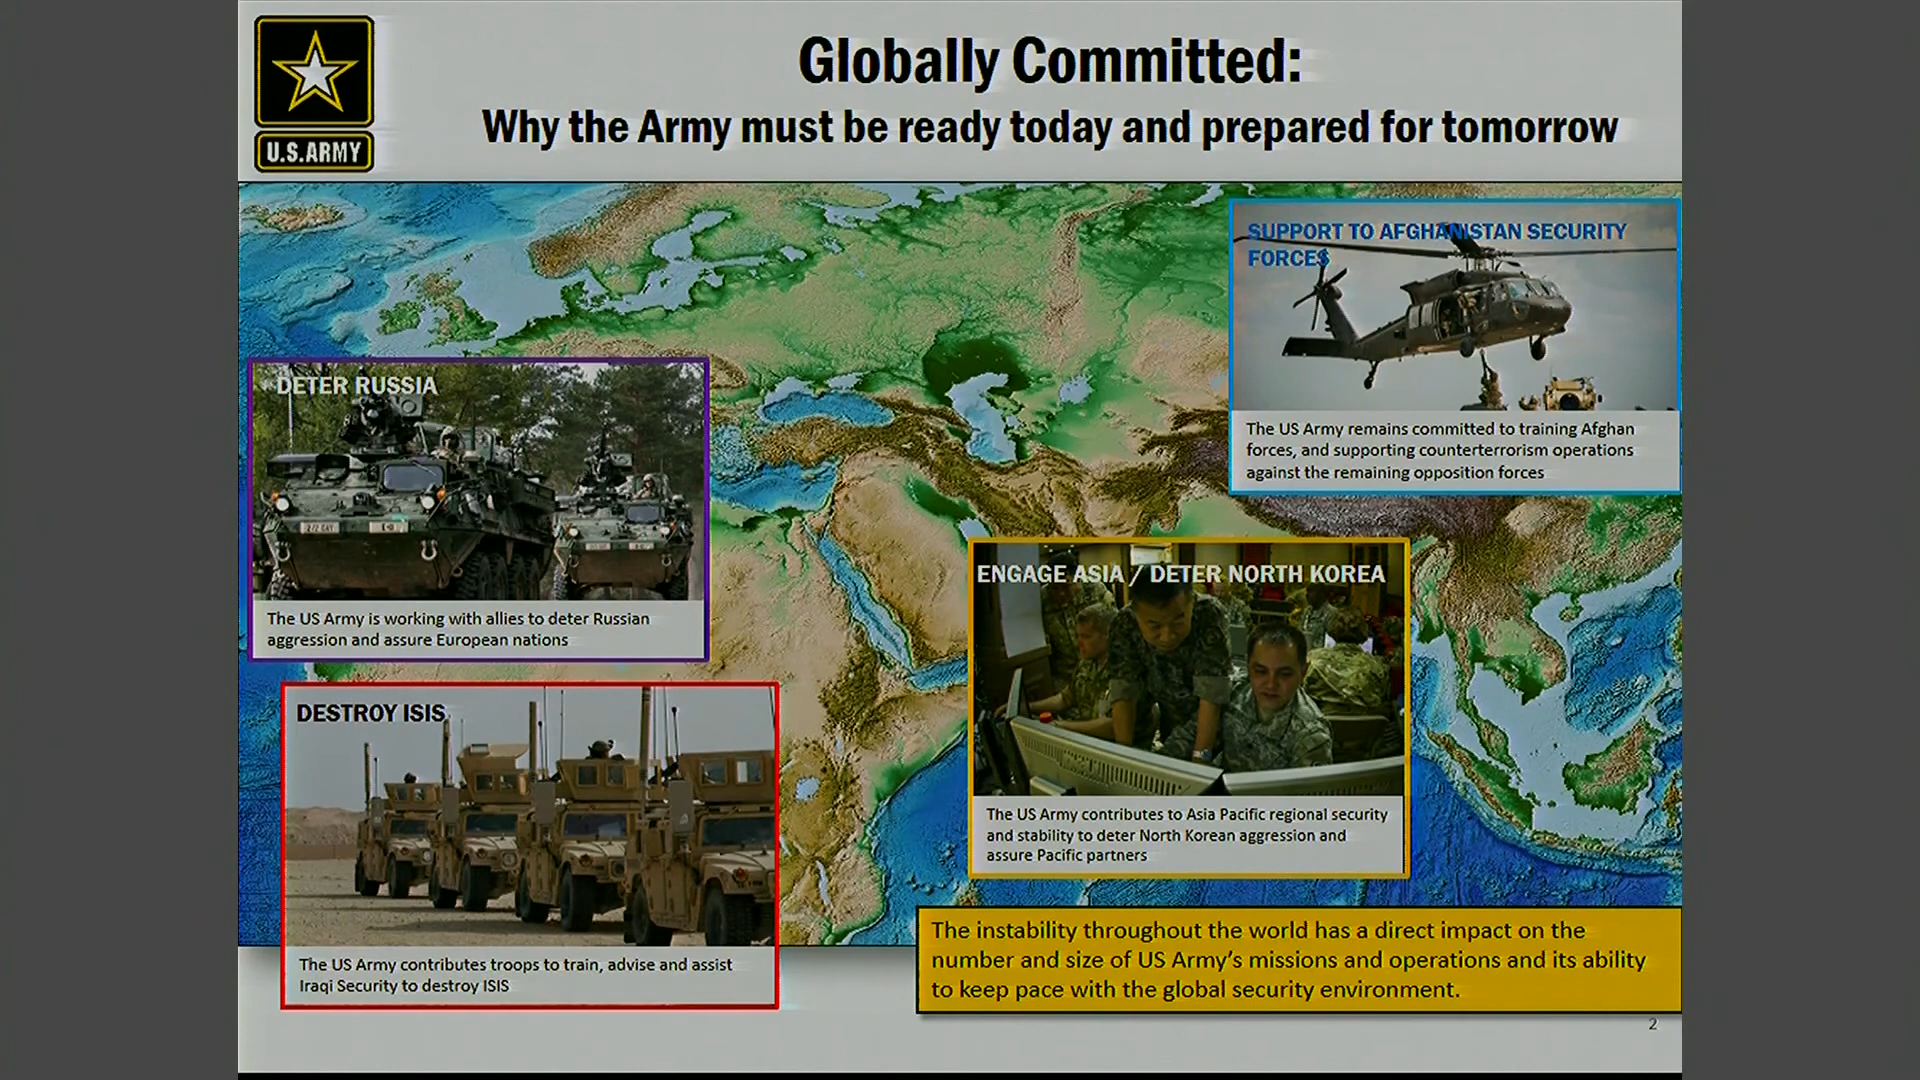 U.S.ARMY
Globally Committed:
Why the Army must be ready today and prepared for tomorrow
SUPPORT TO AFGHANISTAN SECURITY
FORCES
The US Army remains committed to training Afghan
forces, and supporting counterterrorism operations
against the remaining opposition forces
DETER RUSSIA
The US Army is working with allies to deter Russian
aggression and assure European nations
ENGAGE ASIA / DETER NORTH KOREA
The US Army contributes to Asia Pacific regional security
and stability to deter North Korean aggression and
assure Pacific partners
DESTROY ISIS
The US Army contributes troops to train, advise and assist
Iraqi Security to destroy ISIS
The instability throughout the world has a direct impact on the
number and size of US Army's missions and operations and its ability
to keep pace with the global security environment.
2